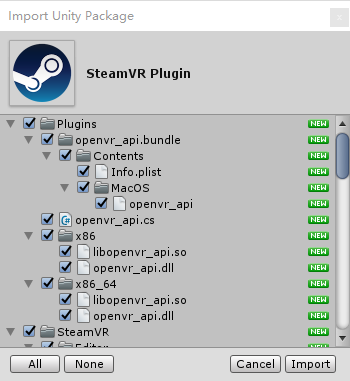 Import Unity Package
SteamVR Plugin
Plugins NEW
openvr_api.bundle NEW
Contents NEW
Info.plist NEW
MacOS NEW
openvr_api NEW
openvr_api.cs NEW
x86 NEW
libopenvr_api.so NEW
openvr_api.dll NEW
x86_64 NEW
libopenvr_api.so NEW
openvr_api.dll NEW
SteamVR NEW
Editor NEW
All None Cancel Import